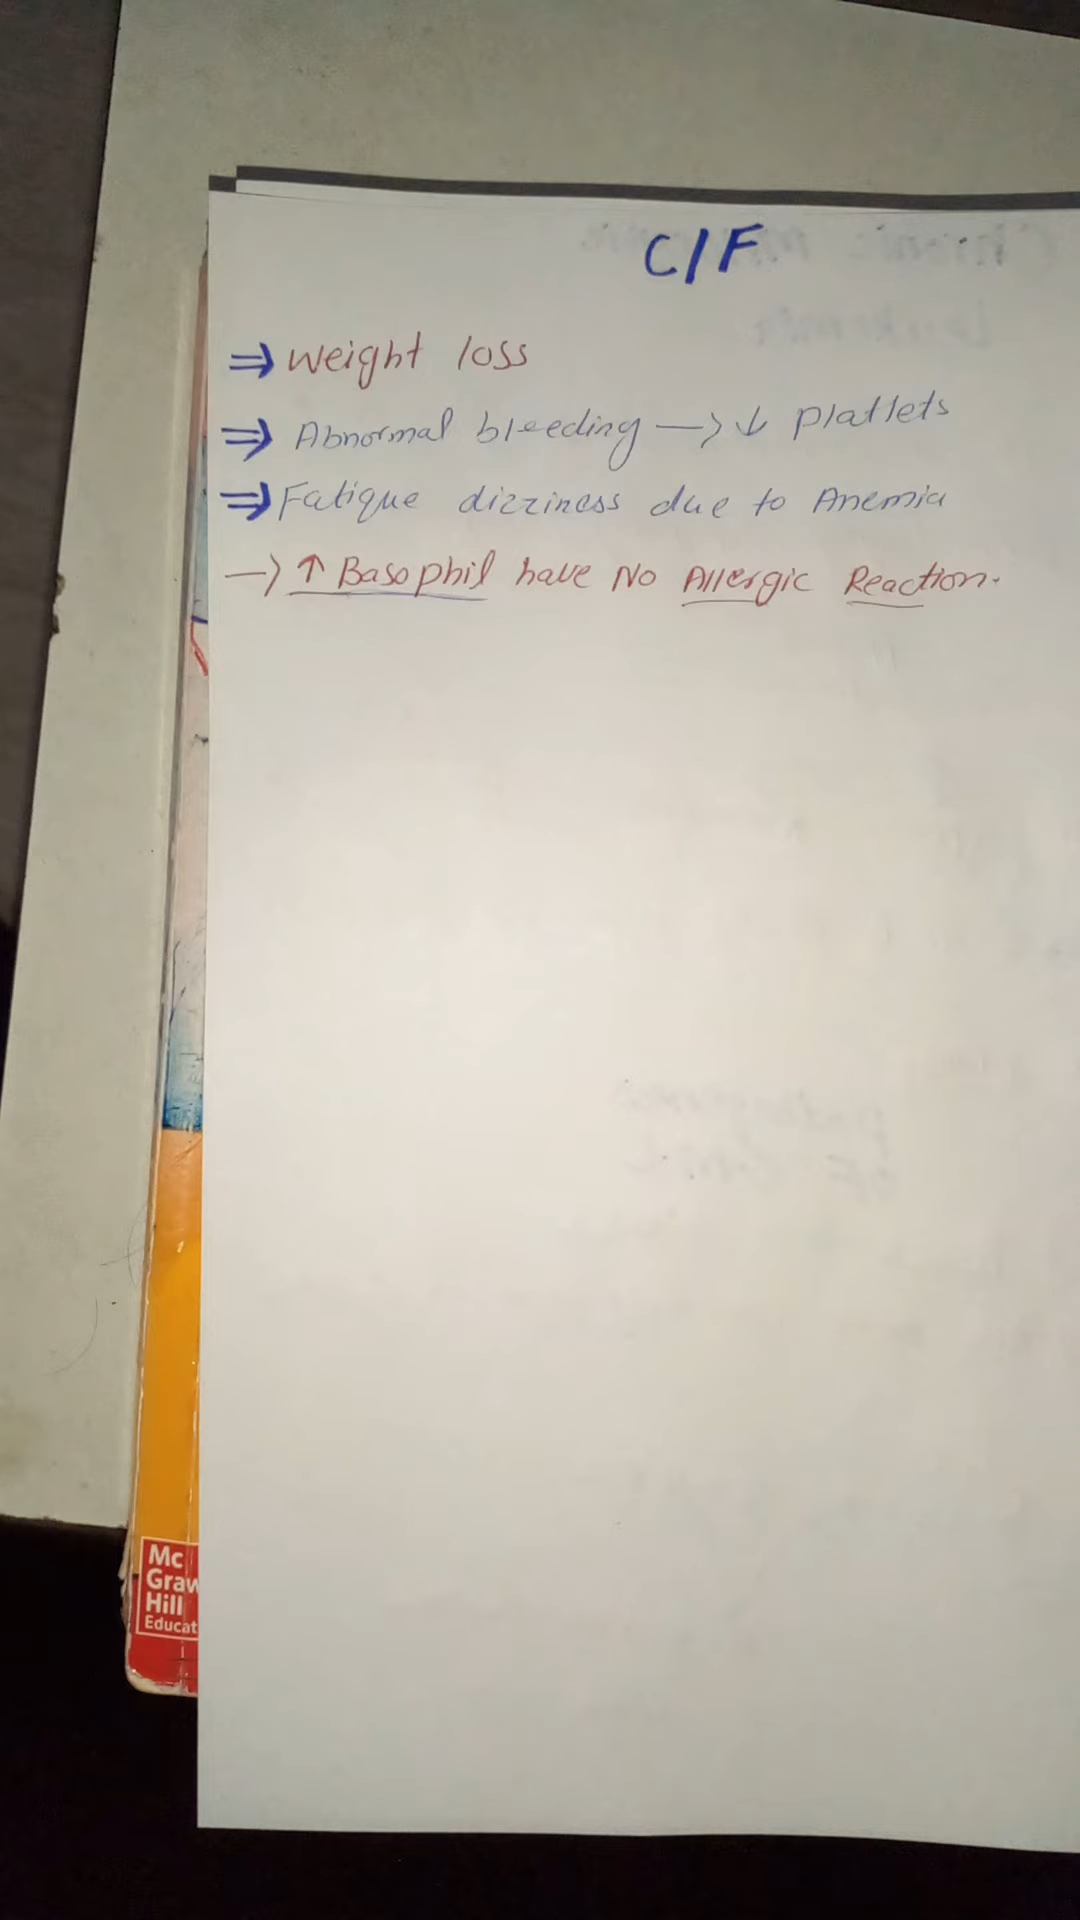 C/F
⇒ Weight loss
⇒ Abnormal bleeding → ↓ Platlets
⇒ Fatique dizziness due to Anemia
→ ↑ Basophil have No Allergic Reaction.
Mc
Graw
Hill
Educat